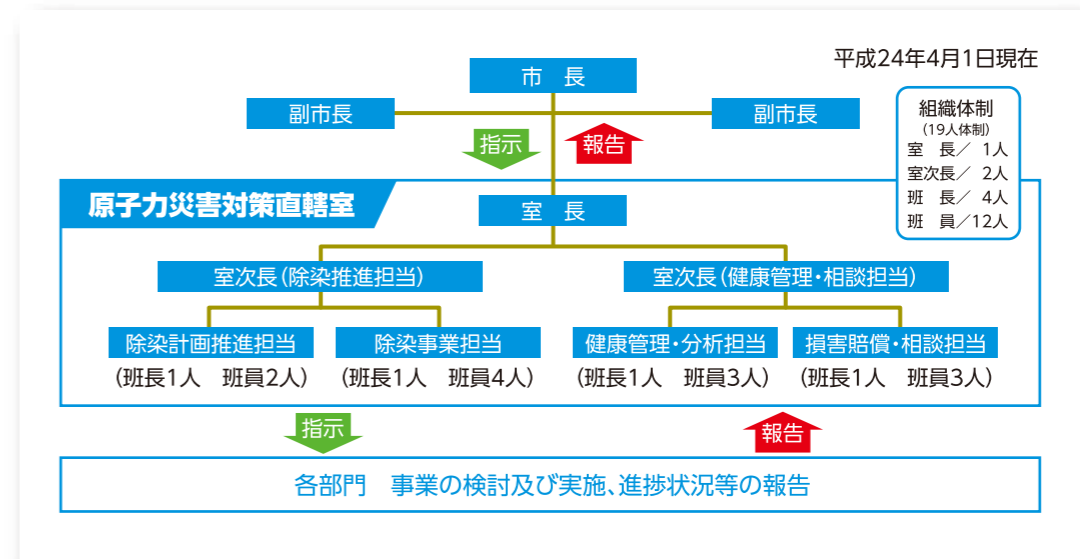 平成24年4月1日現在
市　長
副市長
副市長
指示
報告
組織体制
(19人体制)
室　長／ 1人
室次長／ 2人
班　長／ 4人
班　員／12人
原子力災害対策直轄室
室　長
室次長(除染推進担当)
室次長(健康管理・相談担当)
除染計画推進担当
除染事業担当
健康管理・分析担当
損害賠償・相談担当
(班長1人　班員2人)
(班長1人　班員4人)
(班長1人　班員3人)
(班長1人　班員3人)
指示
報告
各部門　事業の検討及び実施、進捗状況等の報告